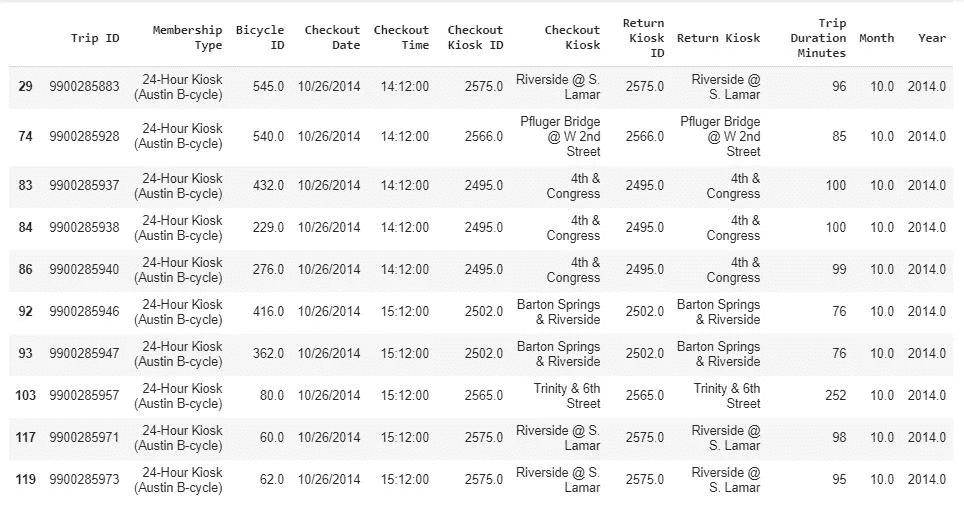 Trip ID Membership Type Bicycle ID Checkout Date Checkout Time Checkout Kiosk ID Checkout Kiosk Return Kiosk ID Return Kiosk Trip Duration Minutes Month Year
29 9900285883 24-Hour Kiosk (Austin B-cycle) 545.0 10/26/2014 14:12:00 2575.0 Riverside @ S. Lamar 2575.0 Riverside @ S. Lamar 96 10.0 2014.0
74 9900285928 24-Hour Kiosk (Austin B-cycle) 540.0 10/26/2014 14:12:00 2566.0 Pfluger Bridge @ W 2nd Street 2566.0 Pfluger Bridge @ W 2nd Street 85 10.0 2014.0
83 9900285937 24-Hour Kiosk (Austin B-cycle) 432.0 10/26/2014 14:12:00 2495.0 4th & Congress 2495.0 4th & Congress 100 10.0 2014.0
84 9900285938 24-Hour Kiosk (Austin B-cycle) 229.0 10/26/2014 14:12:00 2495.0 4th & Congress 2495.0 4th & Congress 100 10.0 2014.0
86 9900285940 24-Hour Kiosk (Austin B-cycle) 276.0 10/26/2014 14:12:00 2495.0 4th & Congress 2495.0 4th & Congress 99 10.0 2014.0
92 9900285946 24-Hour Kiosk (Austin B-cycle) 416.0 10/26/2014 15:12:00 2502.0 Barton Springs & Riverside 2502.0 Barton Springs & Riverside 76 10.0 2014.0
93 9900285947 24-Hour Kiosk (Austin B-cycle) 362.0 10/26/2014 15:12:00 2502.0 Barton Springs & Riverside 2502.0 Barton Springs & Riverside 76 10.0 2014.0
103 9900285957 24-Hour Kiosk (Austin B-cycle) 80.0 10/26/2014 15:12:00 2565.0 Trinity & 6th Street 2565.0 Trinity & 6th Street 252 10.0 2014.0
117 9900285971 24-Hour Kiosk (Austin B-cycle) 60.0 10/26/2014 15:12:00 2575.0 Riverside @ S. Lamar 2575.0 Riverside @ S. Lamar 98 10.0 2014.0
119 9900285973 24-Hour Kiosk (Austin B-cycle) 62.0 10/26/2014 15:12:00 2575.0 Riverside @ S. Lamar 2575.0 Riverside @ S. Lamar 95 10.0 2014.0